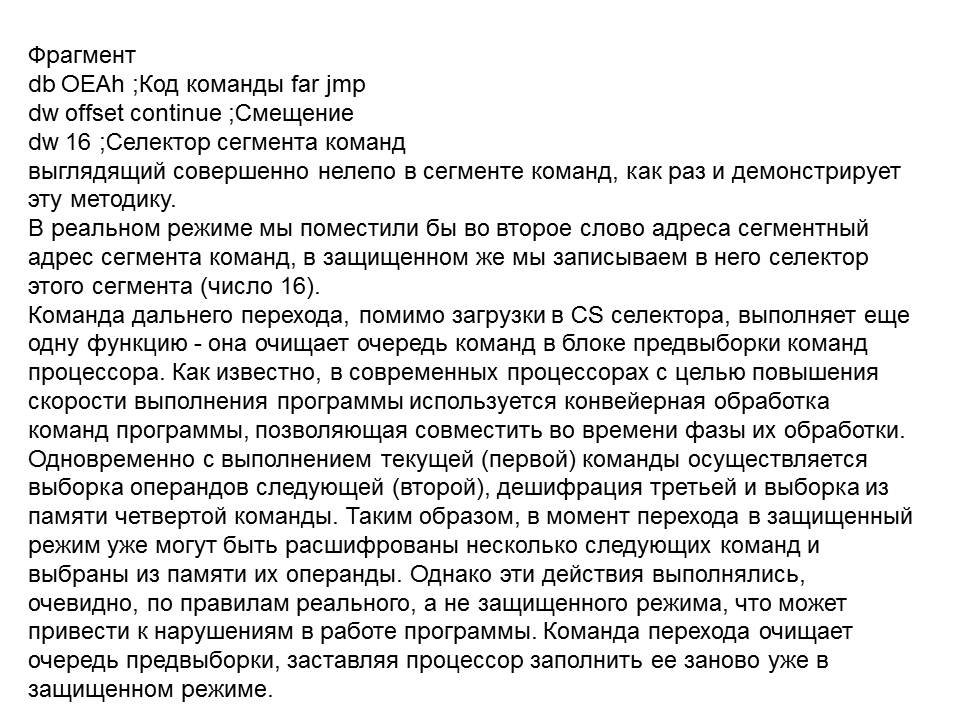 Фрагмент
db OEAh ;Код команды far jmp
dw offset continue ;Смещение
dw 16 ;Селектор сегмента команд
выглядящий совершенно нелепо в сегменте команд, как раз и демонстрирует
эту методику.
В реальном режиме мы поместили бы во второе слово адреса сегментный
адрес сегмента команд, в защищенном же мы записываем в него селектор
этого сегмента (число 16).
Команда дальнего перехода, помимо загрузки в CS селектора, выполняет еще
одну функцию - она очищает очередь команд в блоке предвыборки команд
процессора. Как известно, в современных процессорах с целью повышения
скорости выполнения программы используется конвейерная обработка
команд программы, позволяющая совместить во времени фазы их обработки.
Одновременно с выполнением текущей (первой) команды осуществляется
выборка операндов следующей (второй), дешифрация третьей и выборка из
памяти четвертой команды. Таким образом, в момент перехода в защищенный
режим уже могут быть расшифрованы несколько следующих команд и
выбраны из памяти их операнды. Однако эти действия выполнялись,
очевидно, по правилам реального, а не защищенного режима, что может
привести к нарушениям в работе программы. Команда перехода очищает
очередь предвыборки, заставляя процессор заполнить ее заново уже в
защищенном режиме.